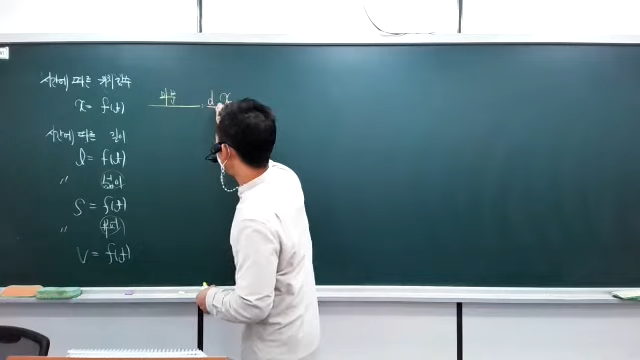 시간에 따른 위치 함수
x = f(t) 미분 dx
시간에 따른 길이
l = f(t)
〃 넓이
S = f(t)
〃 부피
V = f(t)